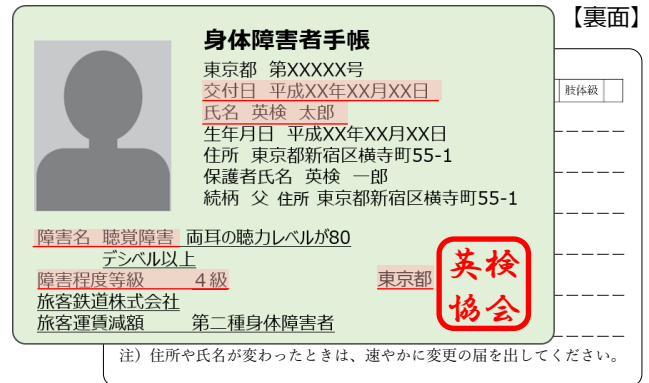 【裏面】
身体障害者手帳
東京都 第XXXXX号
交付日 平成XX年XX月XX日
氏名 英検 太郎
生年月日 平成XX年XX月XX日
住所 東京都新宿区横寺町55-1
保護者氏名 英検 一郎
続柄 父 住所 東京都新宿区横寺町55-1
肢体級
障害名 聴覚障害 両耳の聴力レベルが80
デシベル以上
障害程度等級 4級
東京都
英検
協会
旅客鉄道株式会社
旅客運賃減額 第二種身体障害者
注）住所や氏名が変わったときは、速やかに変更の届を出してください。